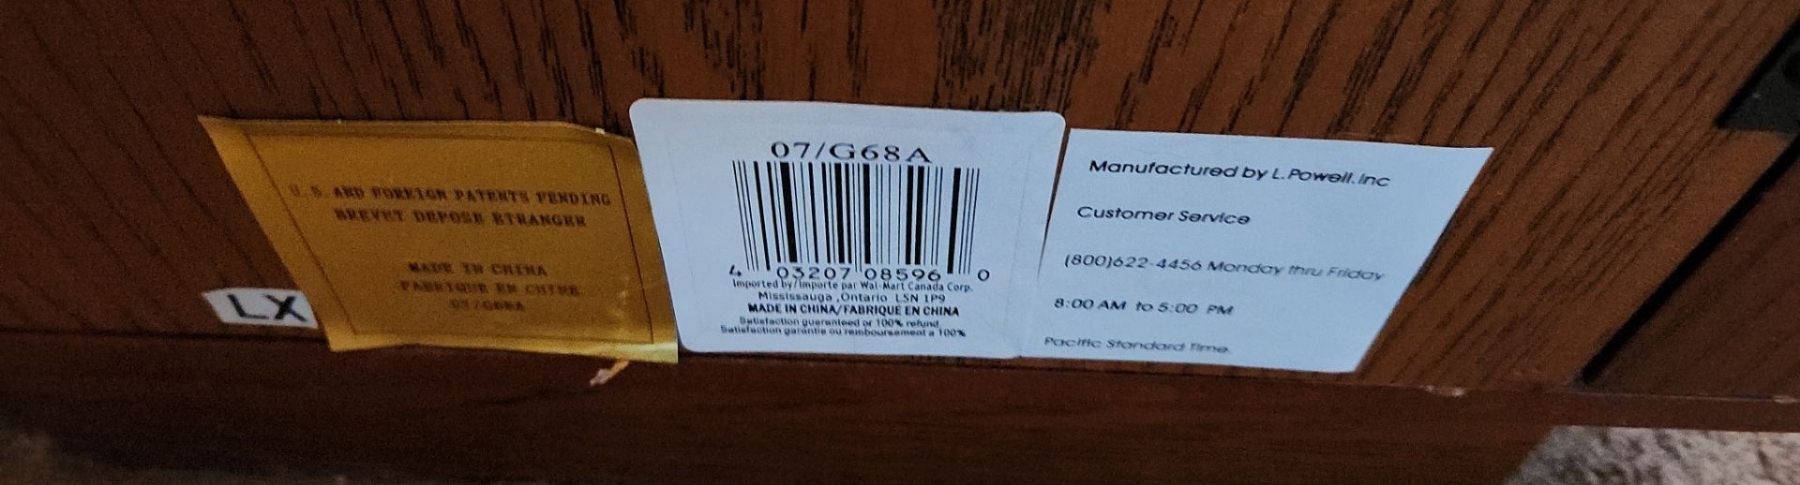 U.S. AND FOREIGN PATENTS PENDING
BREVET DEPOSE ETRANGER
MADE IN CHINA
FABRIQUE EN CHINE
07/G68A
LX
07/G68A
4 03207 08596 0
Imported by/Importe par Wal-Mart Canada Corp.
Mississauga ,Ontario L5N 1P9
MADE IN CHINA/FABRIQUE EN CHINA
Satisfaction guaranteed or 100% refund
Satisfaction garantie ou remboursement a 100%
Manufactured by L.Powell.Inc
Customer Service
(800)622-4456 Monday thru Friday
8:00 AM to 5:00 PM
Pacific Standard Time.